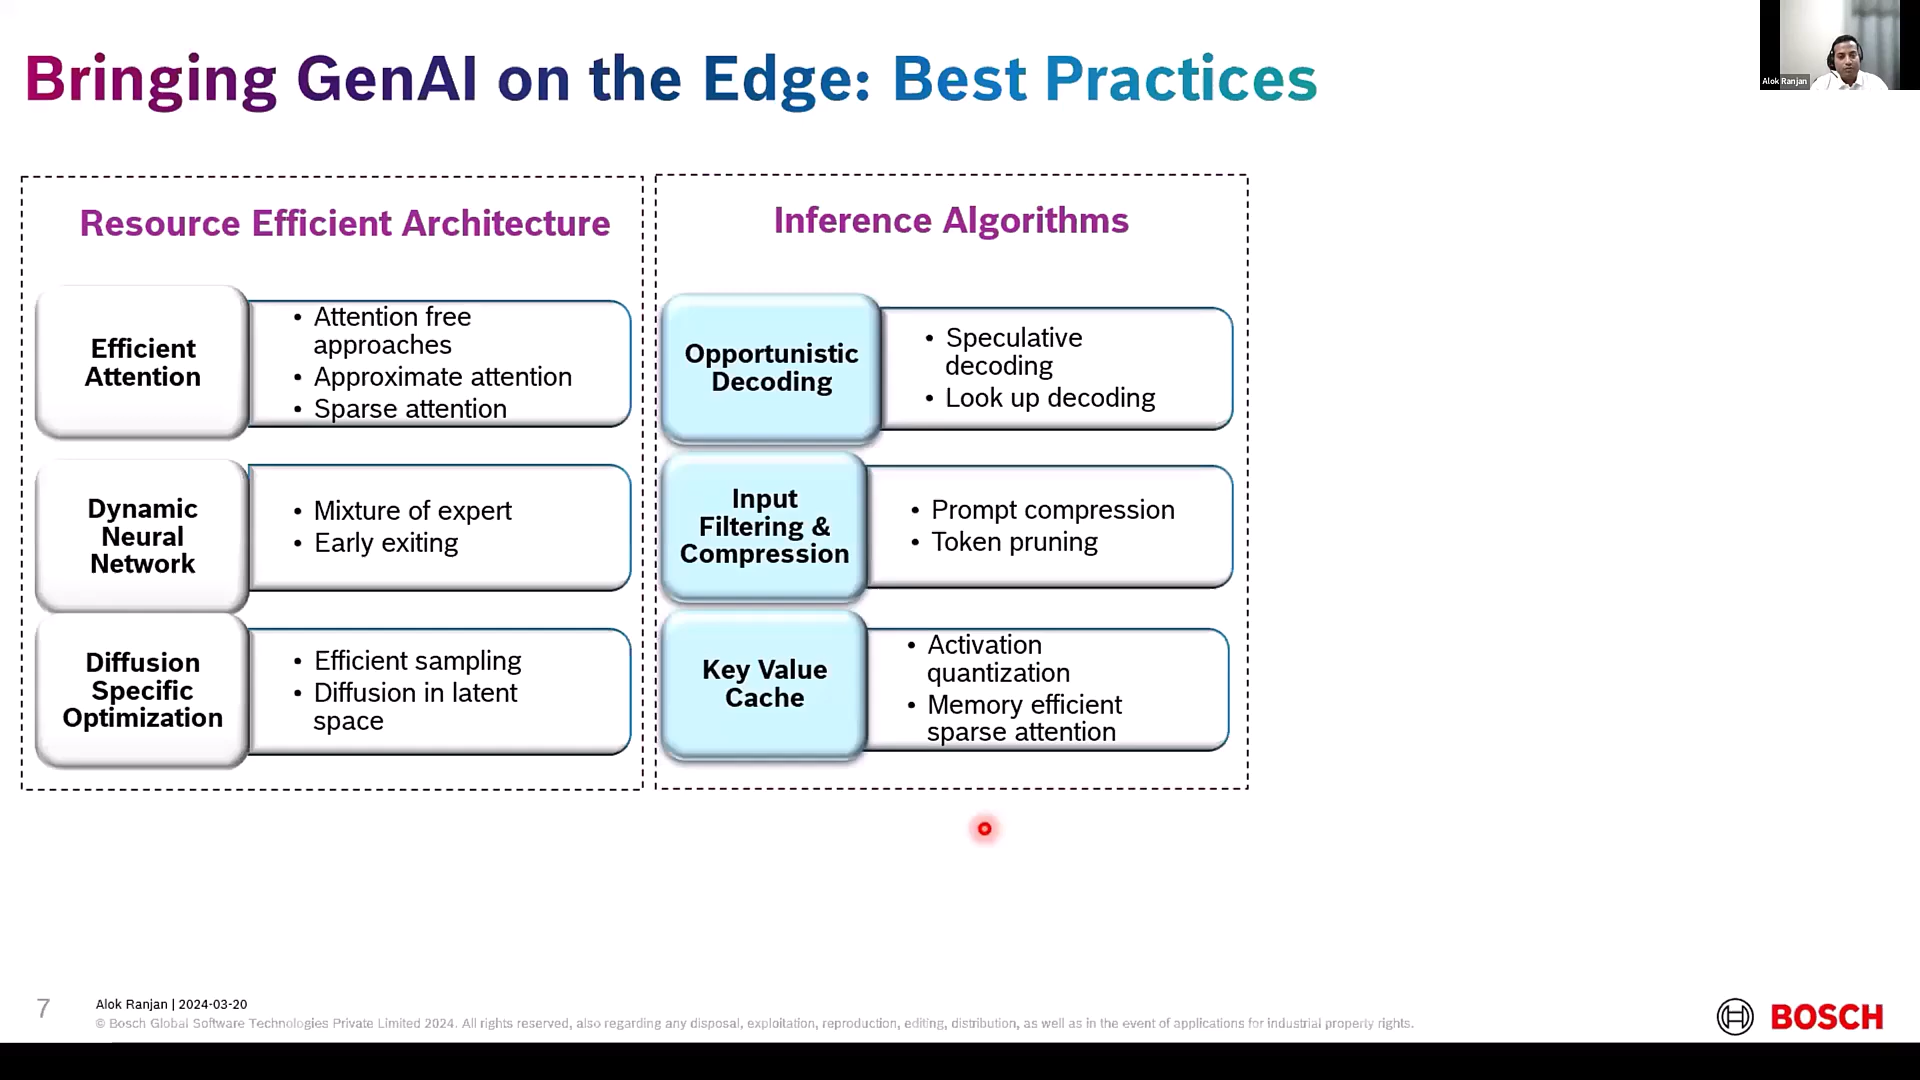 Bringing GenAI on the Edge: Best Practices
Alok Ranjan
Resource Efficient Architecture
Efficient
Attention
• Attention free
approaches
• Approximate attention
• Sparse attention
Dynamic
Neural
Network
• Mixture of expert
• Early exiting
Diffusion
Specific
Optimization
• Efficient sampling
• Diffusion in latent
space
Inference Algorithms
Opportunistic
Decoding
• Speculative
decoding
• Look up decoding
Input
Filtering &
Compression
• Prompt compression
• Token pruning
Key Value
Cache
• Activation
quantization
• Memory efficient
sparse attention
7
Alok Ranjan | 2024-03-20
© Bosch Global Software Technologies Private Limited 2024. All rights reserved, also regarding any disposal, exploitation, reproduction, editing, distribution, as well as in the event of applications for industrial property rights.
BOSCH